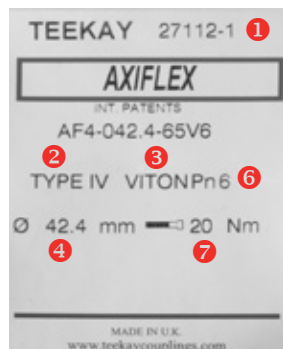 TEEKAY 27112-1 1
AXIFLEX
INT. PATENTS
AF4-042.4-65V6
2 3
TYPE IV VITON Pn6 6
Ø 42.4 mm 20 Nm
4 7
MADE IN U.K.
www.teekaycouplings.com